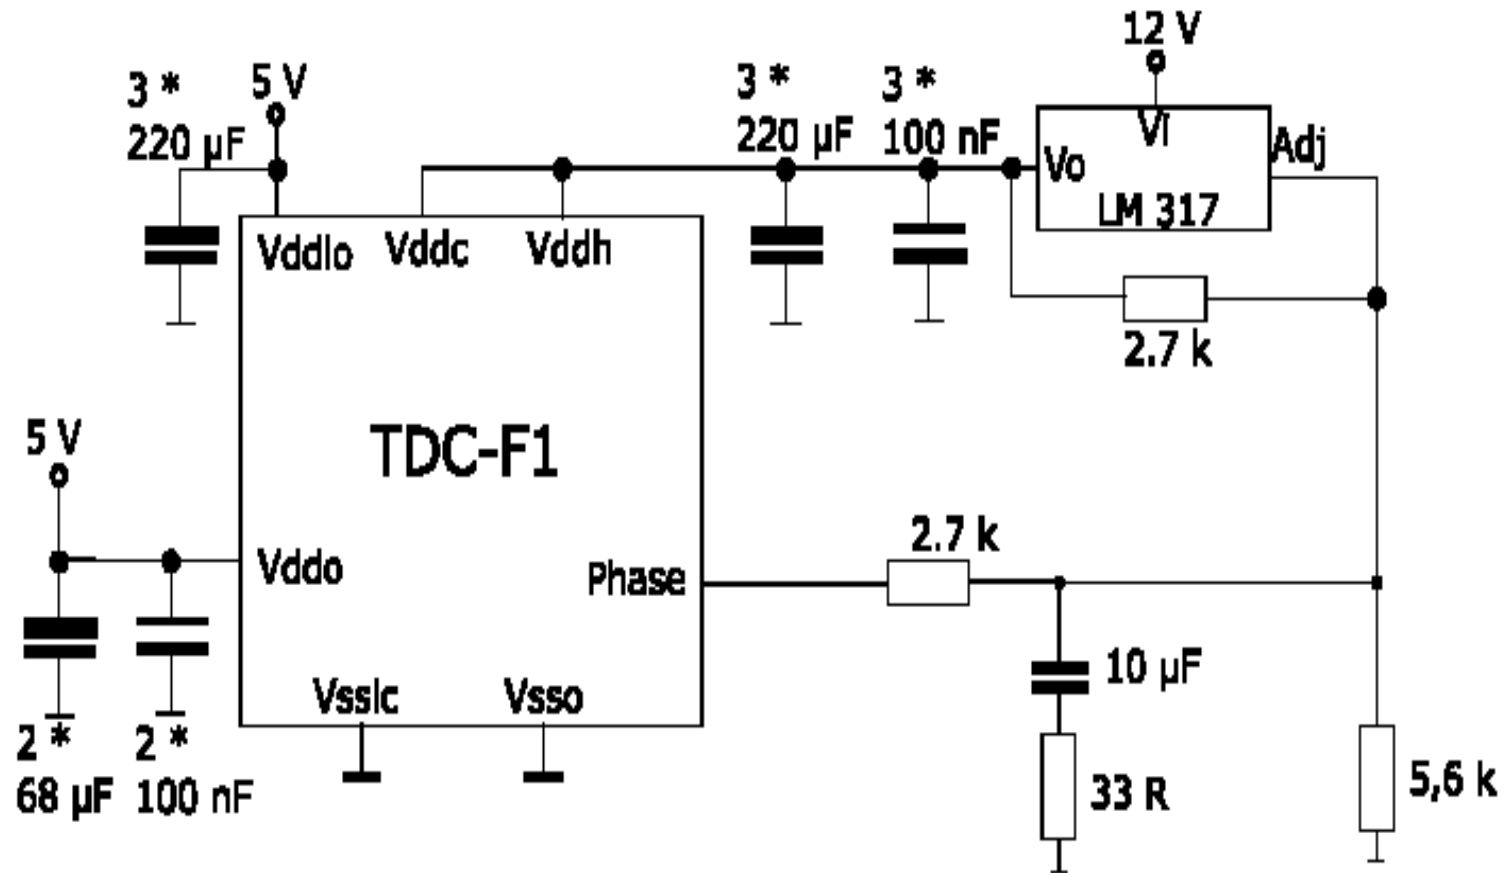 12 V
3 *
220 µF
5 V
3 *
220 µF
3 *
100 nF
Vi
Vo
Adj
LM 317
Vddlo
Vddc
Vddh
2.7 k
TDC-F1
5 V
2.7 k
Vddo
Phase
10 µF
Vsslc
Vsso
2 *
68 µF
2 *
100 nF
33 R
5,6 k